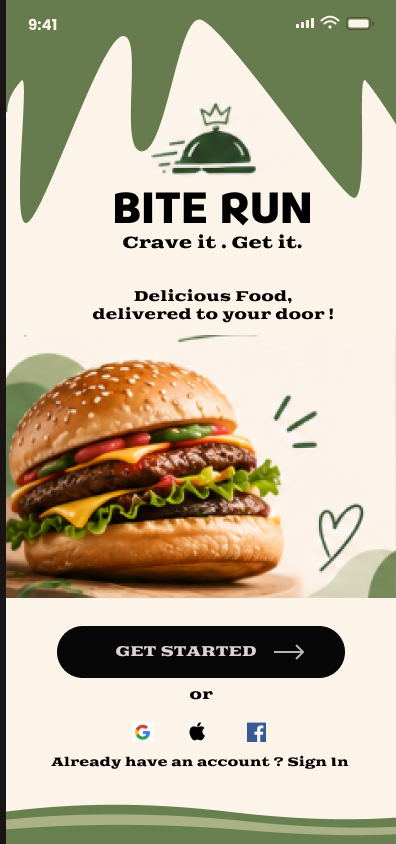 9:41
BITE RUN
Crave it . Get it.
Delicious Food,
delivered to your door !
GET STARTED
or
Already have an account ? Sign In